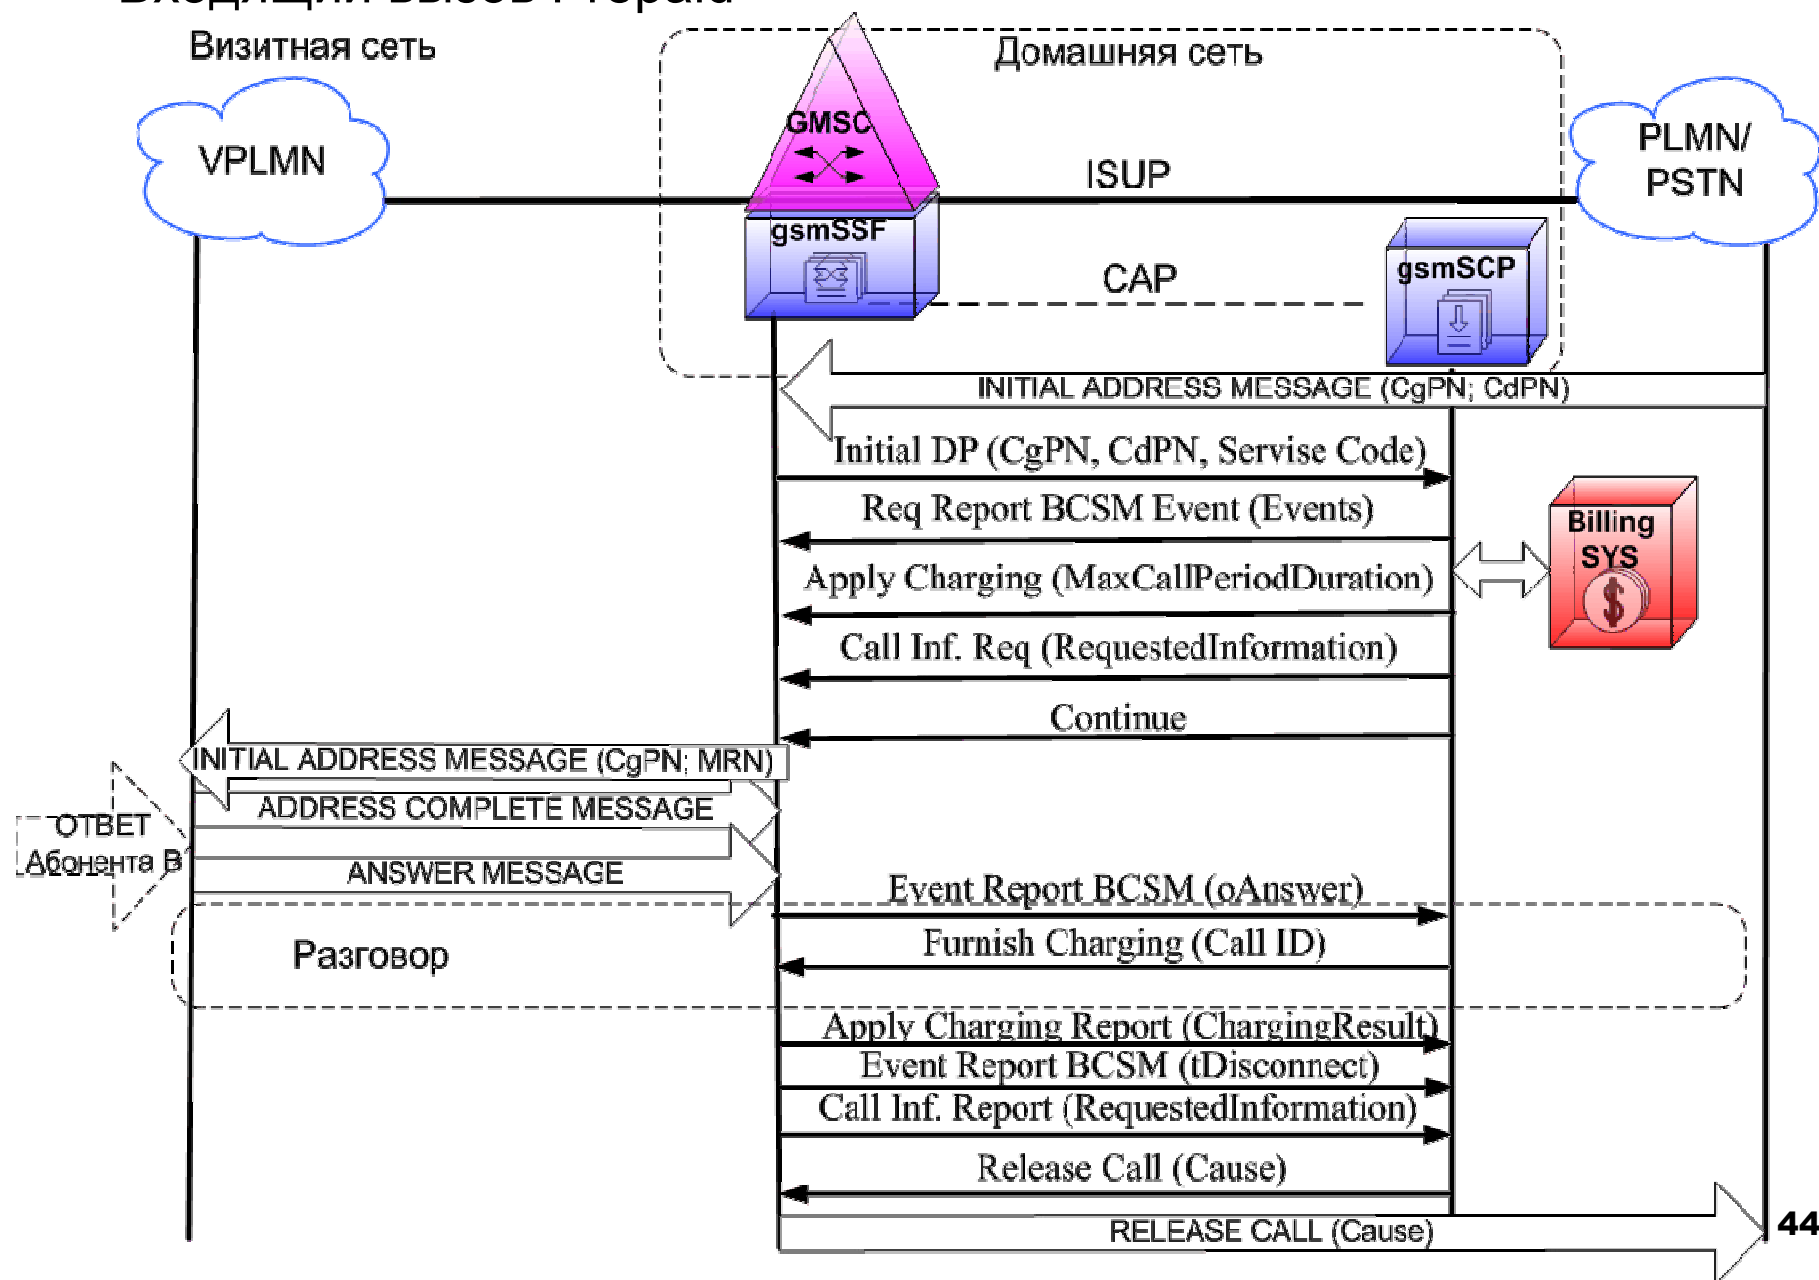 Входящий вызов Prepaid
Визитная сеть
Домашняя сеть
VPLMN
GMSC
ISUP
PLMN/
PSTN
gsmSSF
CAP
gsmSCP
INITIAL ADDRESS MESSAGE (CgPN; CdPN)
Initial DP (CgPN, CdPN, Servise Code)
Req Report BCSM Event (Events)
Billing
SYS
$
Apply Charging (MaxCallPeriodDuration)
Call Inf. Req (RequestedInformation)
Continue
INITIAL ADDRESS MESSAGE (CgPN; MRN)
ADDRESS COMPLETE MESSAGE
ОТВЕТ
Абонента В
ANSWER MESSAGE
Event Report BCSM (oAnswer)
Furnish Charging (Call ID)
Разговор
Apply Charging Report (ChargingResult)
Event Report BCSM (tDisconnect)
Call Inf. Report (RequestedInformation)
Release Call (Cause)
RELEASE CALL (Cause)
44